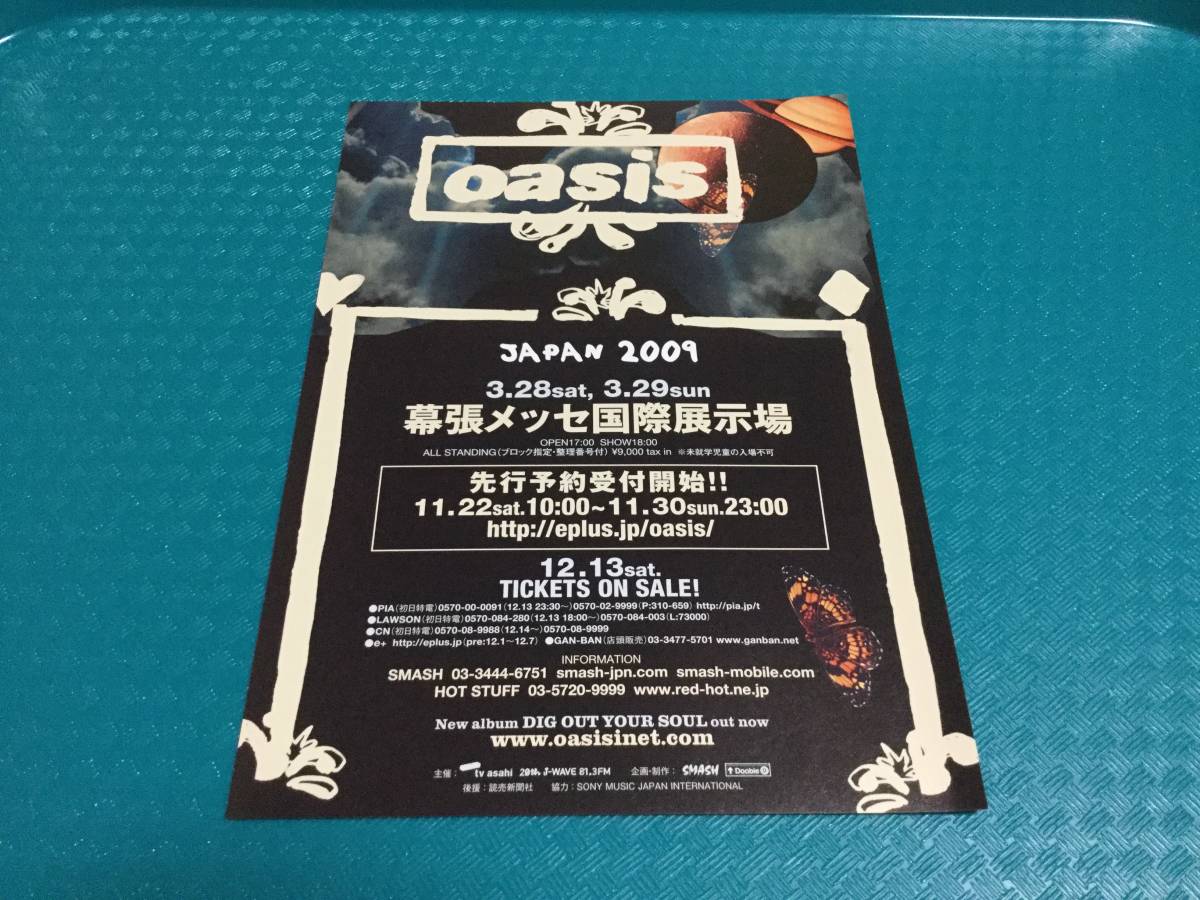 oasis
JAPAN 2009
3.28sat, 3.29sun
幕張メッセ国際展示場
OPEN17:00 SHOW18:00
ALL STANDING(ブロック指定・整理番号付) ¥9,000 tax in ※未就学児童の入場不可
先行予約受付開始!!
11.22sat.10:00~11.30sun.23:00
http://eplus.jp/oasis/
12.13sat.
TICKETS ON SALE!
●PIA(初日特電)0570-00-0091(12.13 23:30〜)0570-02-9999(P:310-659) http://pia.jp/t
●LAWSON(初日特電)0570-084-280(12.13 18:00〜)0570-084-003(L:73000)
●CN(初日特電)0570-08-9988(12.14〜)0570-08-9999
●e+ http://eplus.jp(pre:12.1〜12.7) ●GAN-BAN(店頭販売)03-3477-5701 www.ganban.net
INFORMATION
SMASH 03-3444-6751 smash-jpn.com smash-mobile.com
HOT STUFF 03-5720-9999 www.red-hot.ne.jp
New album DIG OUT YOUR SOUL out now
www.oasisinet.com
主催: tv asahi 20th J-WAVE 81.3FM 企画・制作: SMASH Doobie
後援:読売新聞社 協力:SONY MUSIC JAPAN INTERNATIONAL